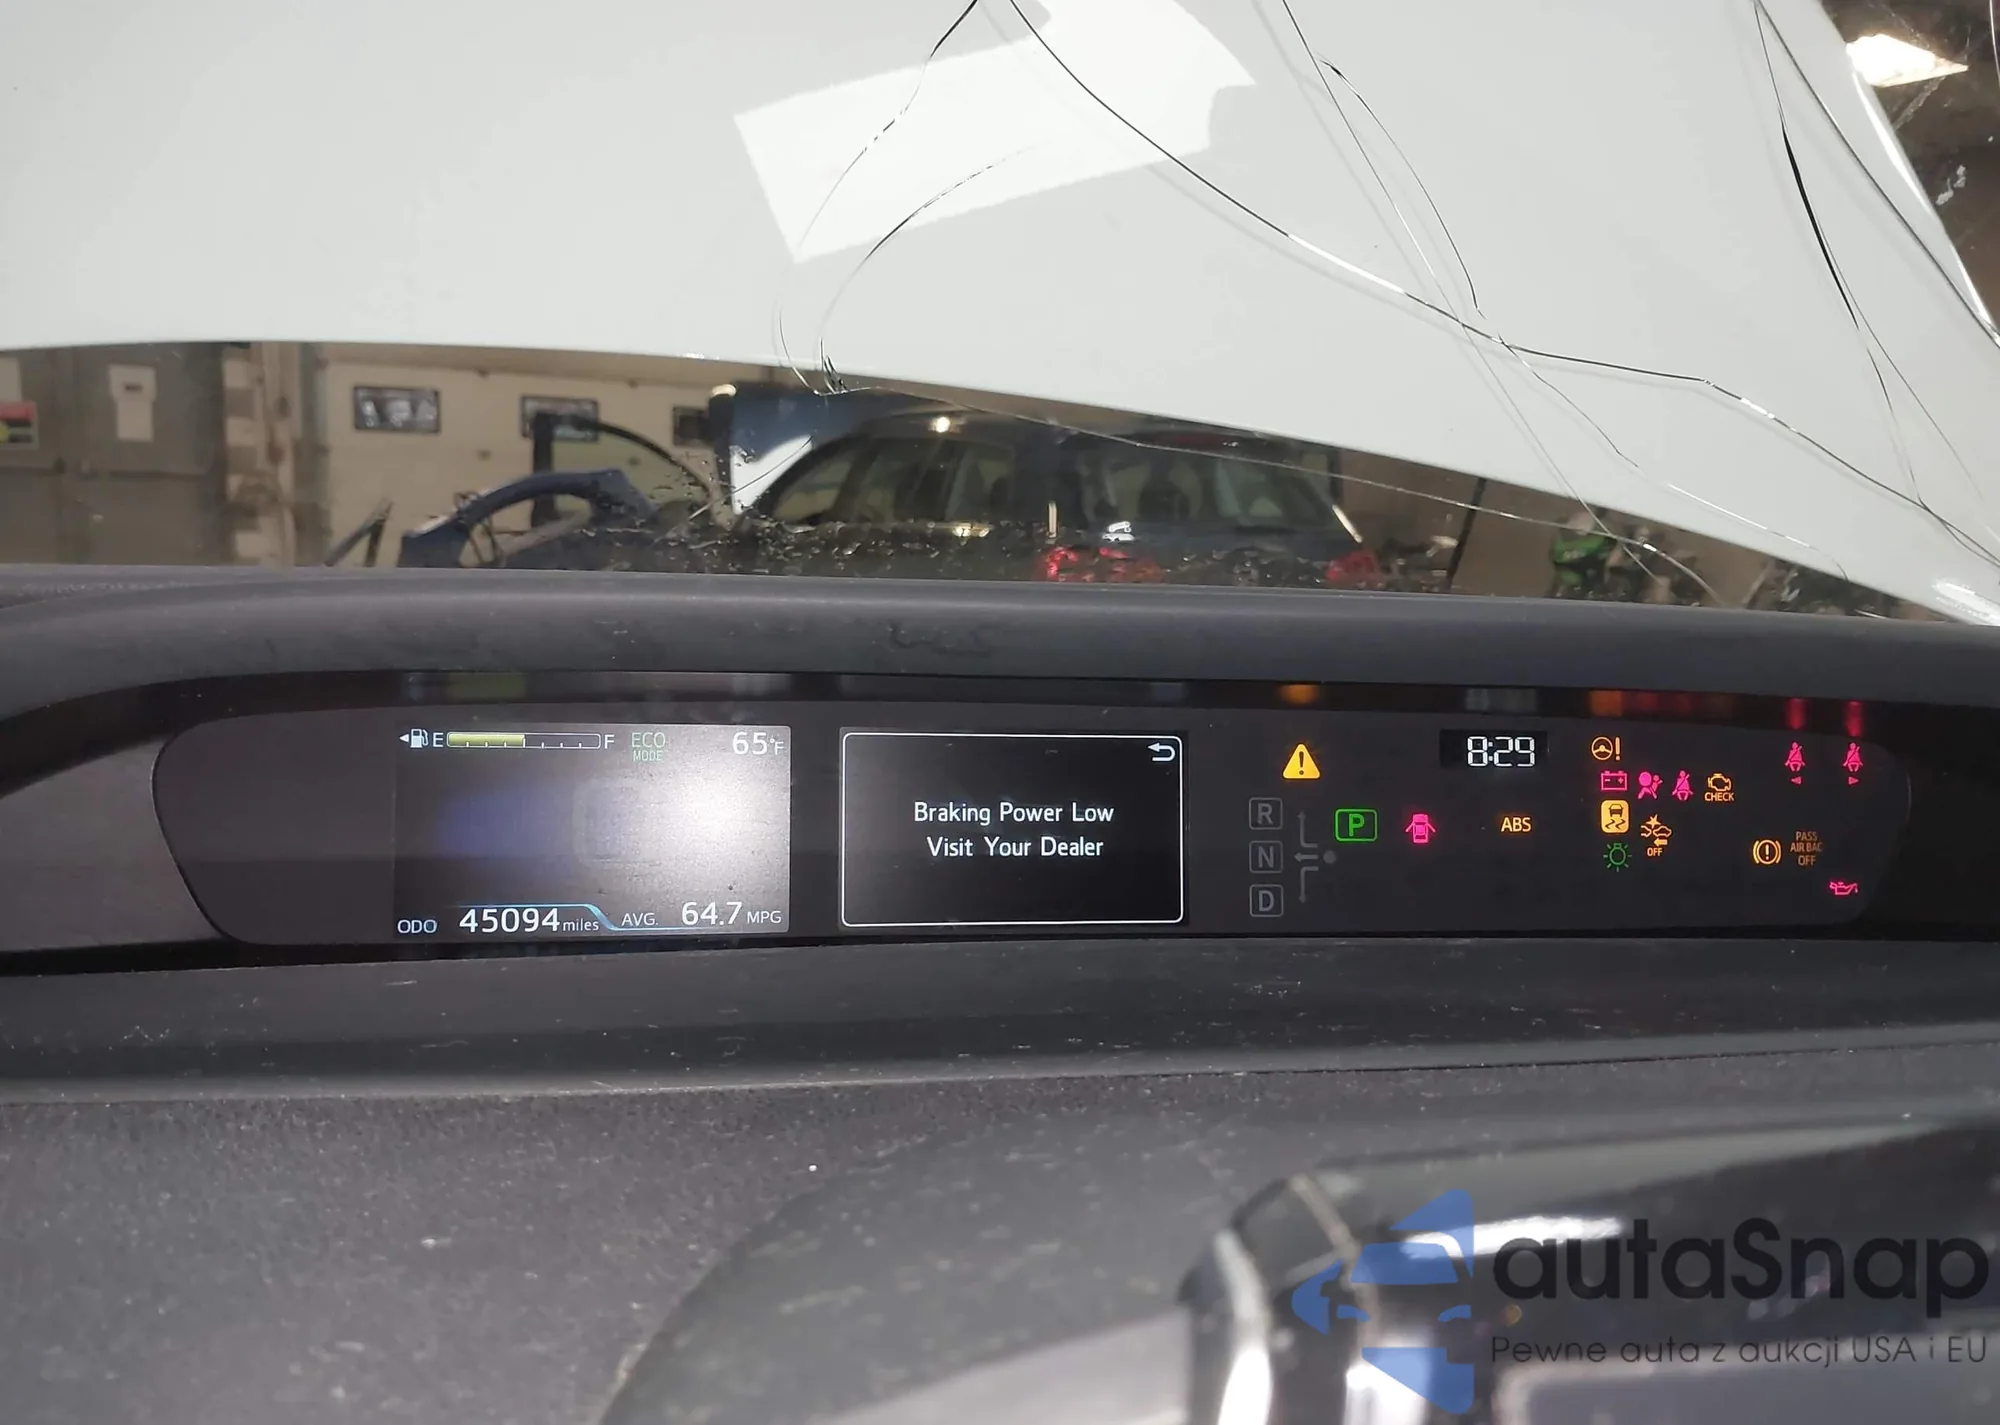 E F ECO 65°F
MODE
Braking Power Low
Visit Your Dealer
ODO 45094 miles AVG. 64.7 MPG
8:29
R
N
D
P
ABS
CHECK
OFF
PASS
AIR BAG
OFF
autaSnap
Pewne auta z aukcji USA i EU